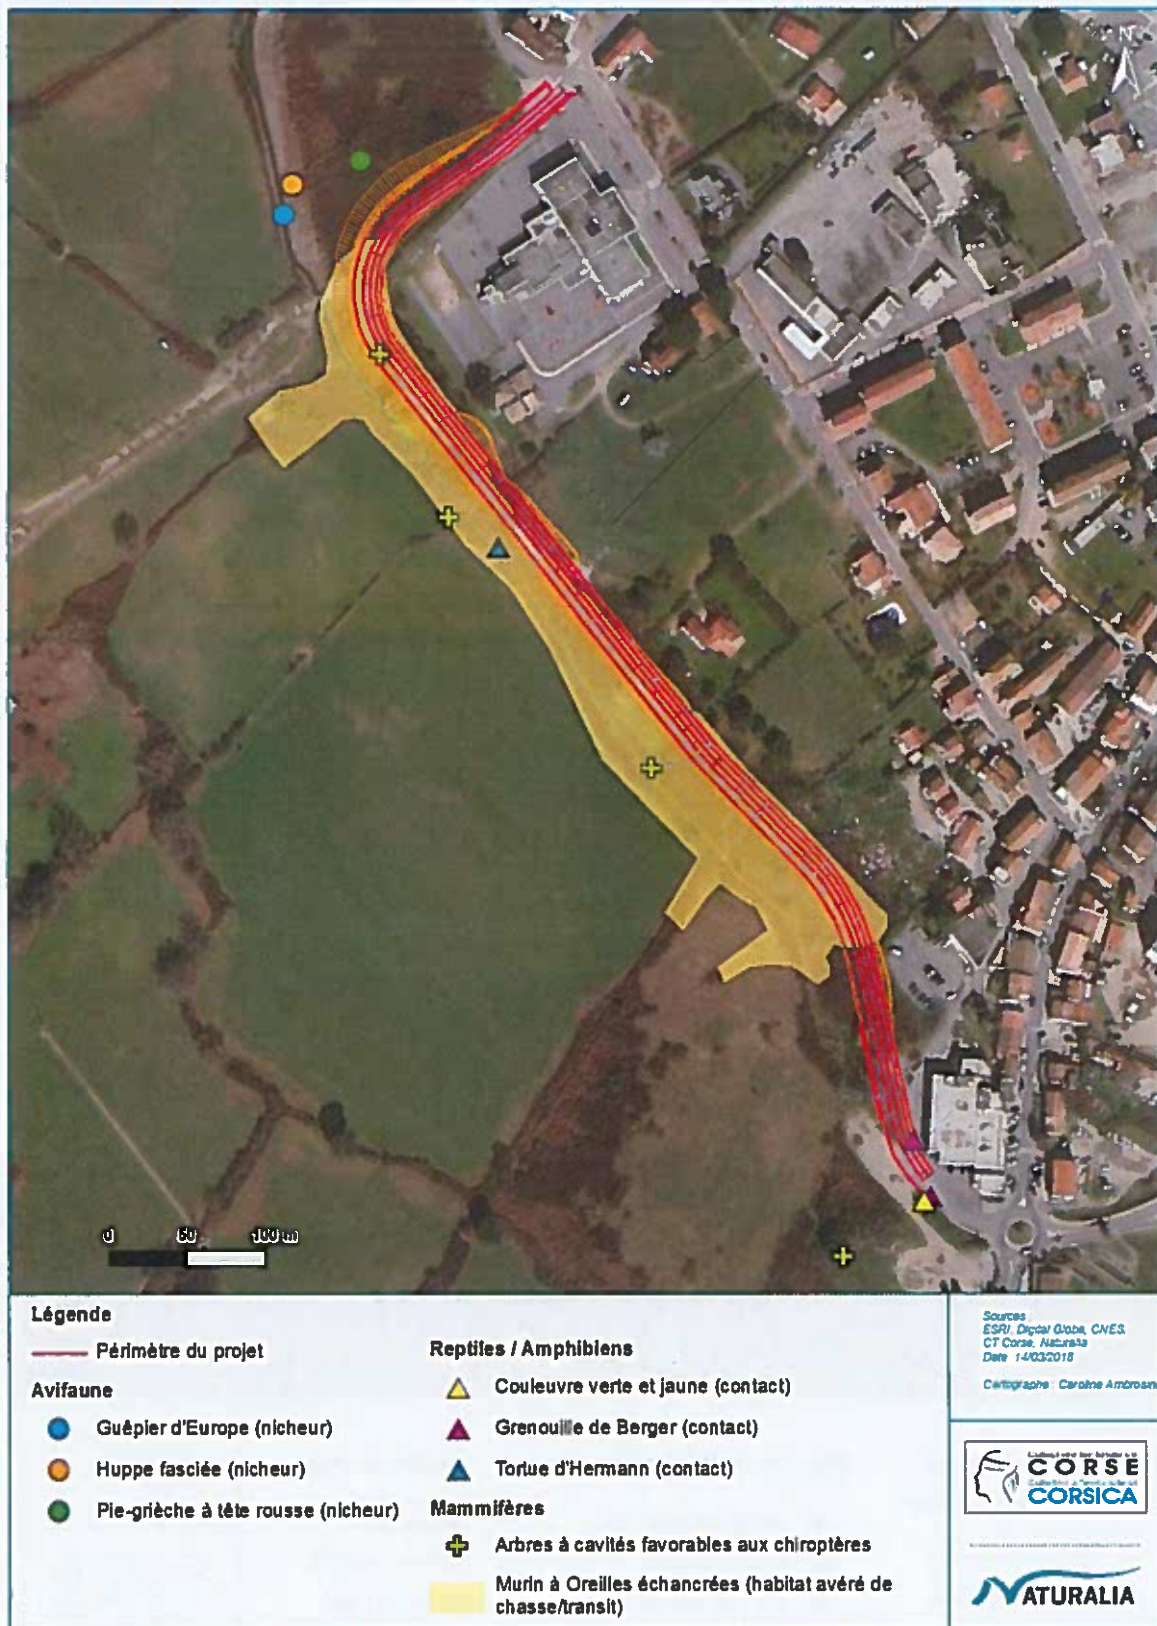 N
0 50 100 m
Légende
Périmètre du projet
Avifaune
Guêpier d'Europe (nicheur)
Huppe fasciée (nicheur)
Pie-grièche à tête rousse (nicheur)
Reptiles / Amphibiens
Couleuvre verte et jaune (contact)
Grenouille de Berger (contact)
Tortue d'Hermann (contact)
Mammifères
Arbres à cavités favorables aux chiroptères
Murin à Oreilles échancrées (habitat avéré de
chasse/transit)
Sources :
ESRI, Digital Globe, CNES,
CT Corse, Naturalia
Date : 14/03/2018
Cartographe : Caroline
CORSE
CORSICA
NATURALIA